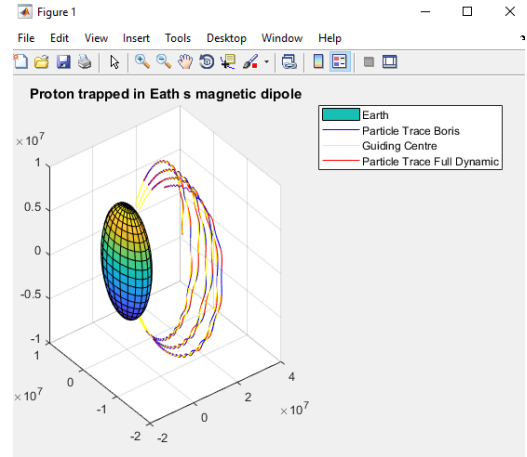 Figure 1
File Edit View Insert Tools Desktop Window Help
Proton trapped in Eath s magnetic dipole
Earth
Particle Trace Boris
Guiding Centre
Particle Trace Full Dynamic
×10⁷
1
0.5
0
-0.5
-1
1
0
×10⁷
-1
-2
-2
0
2
×10⁷
4